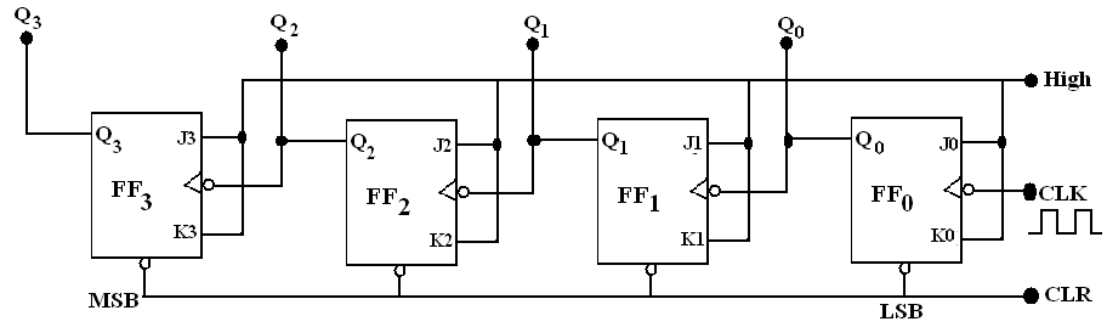 Q3 Q2 Q1 Q0
High
Q3 J3 Q2 J2 Q1 J1 Q0 J0
FF3 FF2 FF1 FF0 CLK
K3 K2 K1 K0
MSB LSB CLR